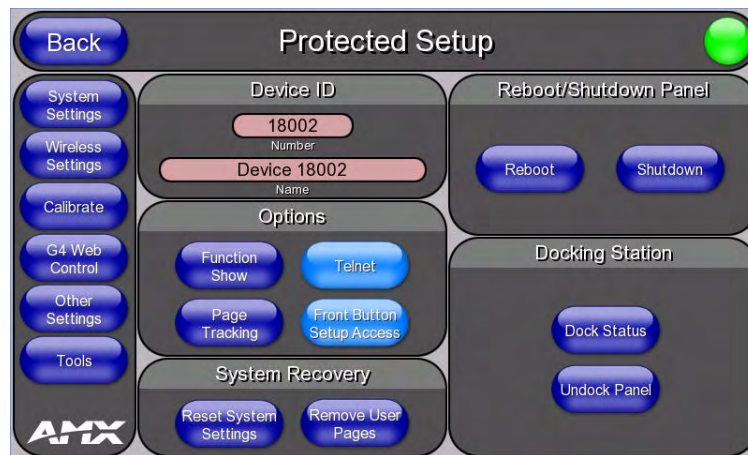 Back
Protected Setup
System
Settings
Wireless
Settings
Calibrate
G4 Web
Control
Other
Settings
Tools
AMX
Device ID
18002
Number
Device 18002
Name
Options
Function
Show
Telnet
Page
Tracking
Front Button
Setup Access
System Recovery
Reset System
Settings
Remove User
Pages
Reboot/Shutdown Panel
Reboot
Shutdown
Docking Station
Dock Status
Undock Panel